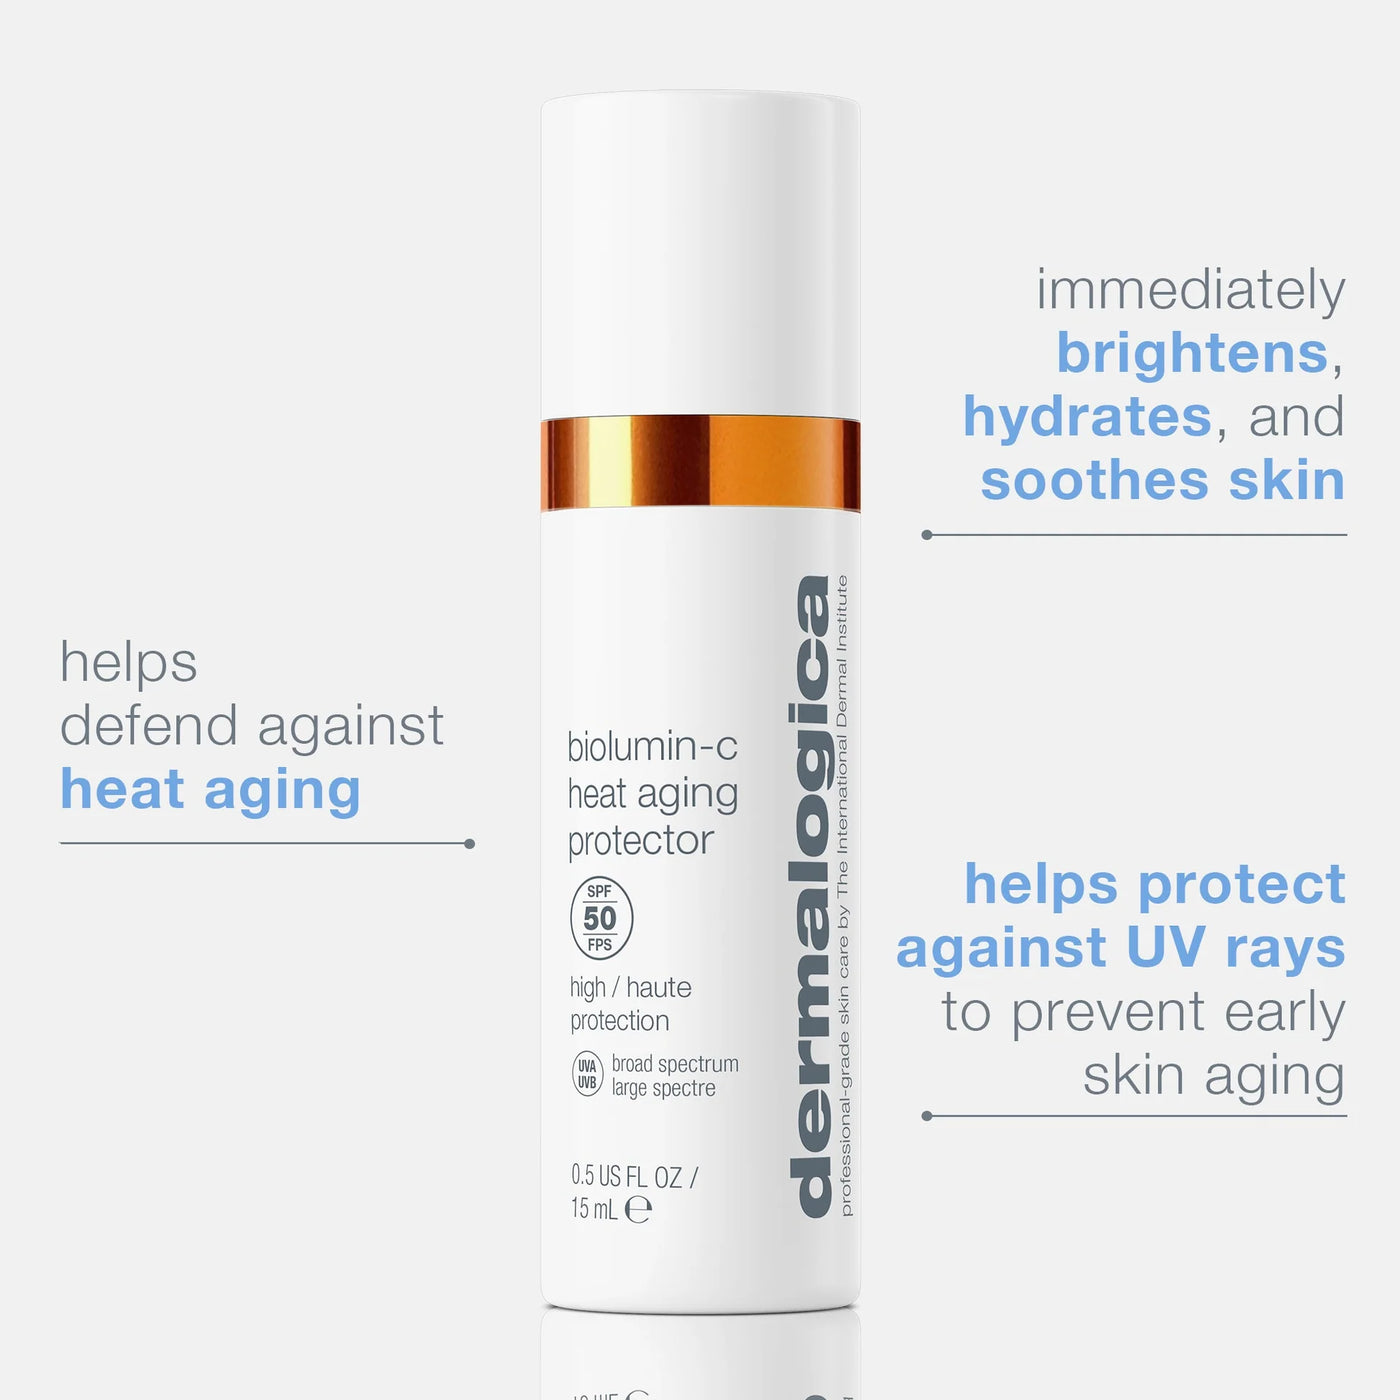 immediately
brightens,
hydrates, and
soothes skin
helps
defend against
heat aging
biolumin-c
heat aging
protector
SPF
50
FPS
high / haute
protection
UVA
UVB
broad spectrum
large spectre
0.5 US FL OZ /
15 mL ℮
dermalogica
professional-grade skin care by The International Dermal Institute
helps protect
against UV rays
to prevent early
skin aging